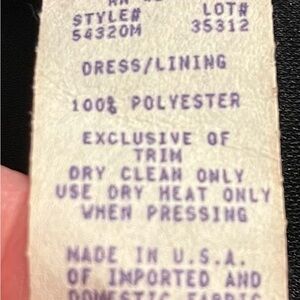 STYLE# LOT#
54320M 35312
DRESS/LINING
100% POLYESTER
EXCLUSIVE OF
TRIM
DRY CLEAN ONLY
USE DRY HEAT ONLY
WHEN PRESSING
MADE IN U.S.A.
OF IMPORTED AND
DOMESTIC FABRIC